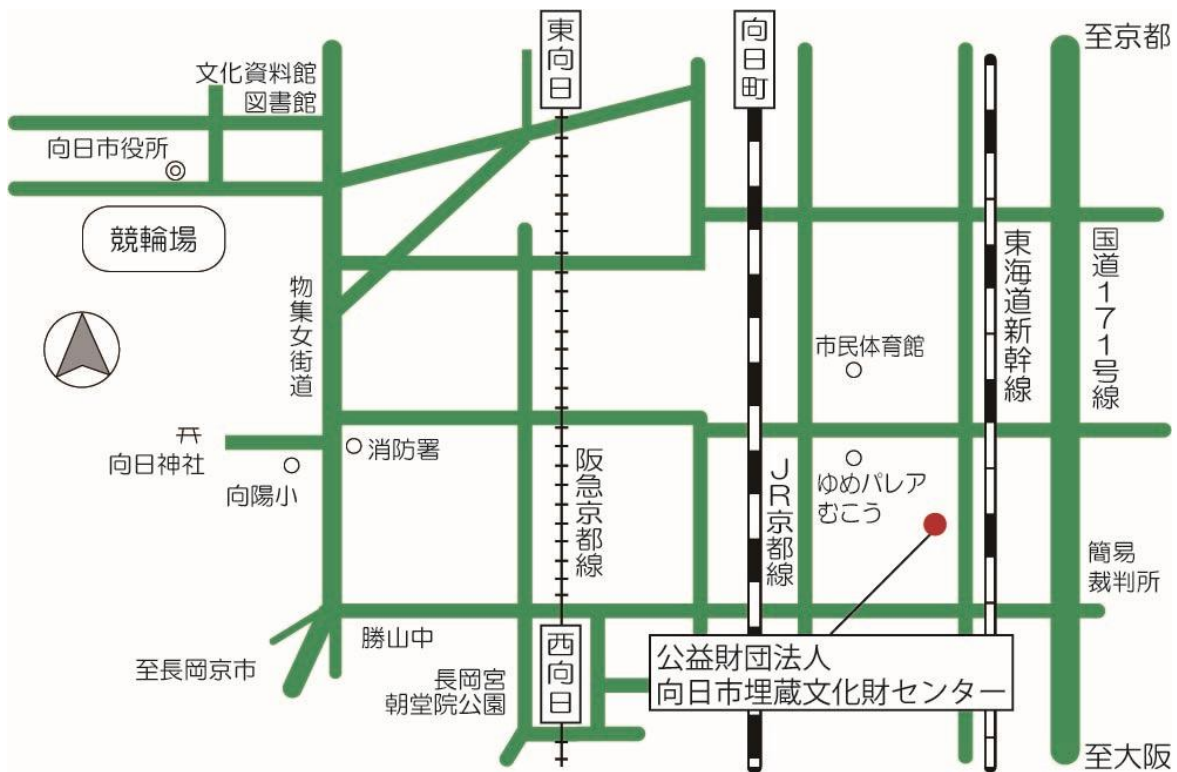 東向日
向日町
至京都
文化資料館
図書館
向日市役所
競輪場
物集女街道
東海道新幹線
国道171号線
市民体育館
向日神社
向陽小
消防署
阪急京都線
JR京都線
ゆめパレア
むこう
簡易
裁判所
勝山中
至長岡京市
長岡宮
朝堂院公園
西向日
公益財団法人
向日市埋蔵文化財センター
至大阪